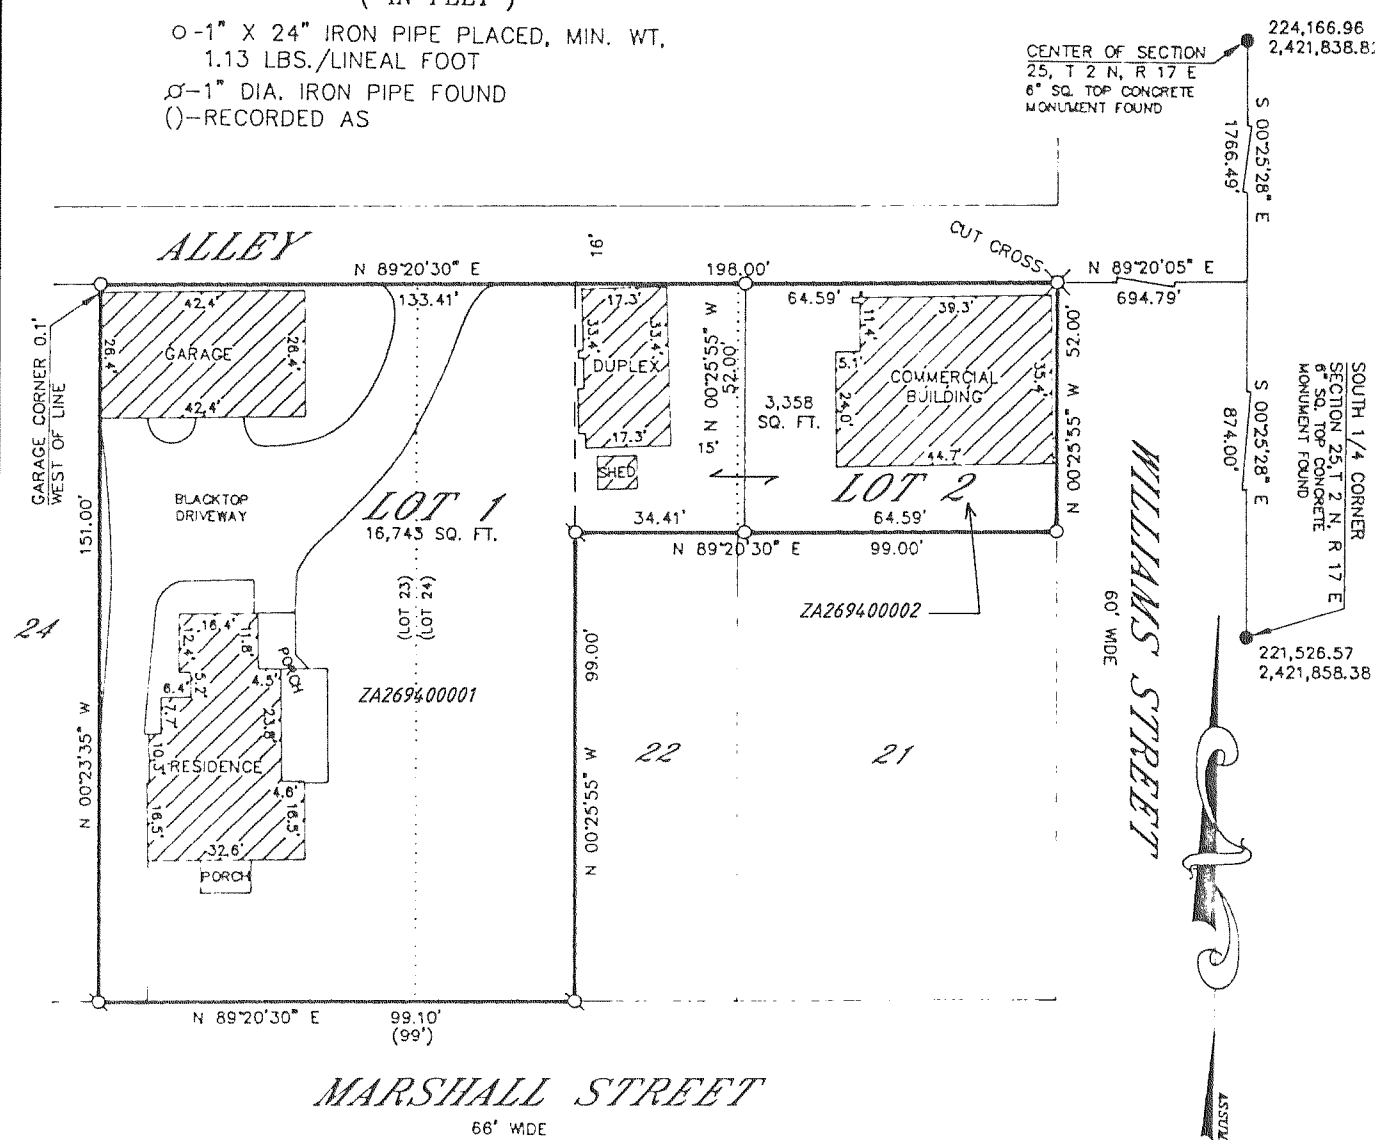 ( IN FEET )
O -1" X 24" IRON PIPE PLACED, MIN. WT,
1.13 LBS./LINEAL FOOT
Ø-1" DIA. IRON PIPE FOUND
()-RECORDED AS
224,166.96
2,421,838.82
CENTER OF SECTION
25, T 2 N, R 17 E
6" SQ. TOP CONCRETE
MONUMENT FOUND
S 00°25'28" E
1766.49'
ALLEY
16'
CUT CROSS
N 89°20'30" E
198.00'
N 89°20'05" E
133.41'
64.59'
694.79'
GARAGE CORNER 0.1'
WEST OF LINE
42.4'
26.4'
GARAGE
26.4'
42.4'
17.3'
33.4'
33.4'
DUPLEX
17.3'
SHED
N 00°25'55" W
52.00'
15'
39.3'
11.4'
5.1'
COMMERCIAL
BUILDING
35.4'
24.0'
44.7'
3,358
SQ. FT.
N 00°25'55" W 52.00'
S 00°25'28" E
874.00'
SOUTH 1/4 CORNER
SECTION 25, T 2 N, R 17 E
6" SQ. TOP CONCRETE
MONUMENT FOUND
BLACKTOP
DRIVEWAY
LOT 1
16,743 SQ. FT.
LOT 2
34.41'
64.59'
N 89°20'30" E
99.00'
151.00'
(LOT 23)
(LOT 24)
ZA269400002
WILLIAMS STREET
60' WIDE
24
221,526.57
2,421,858.38
16.4'
12.4'
11.8'
PORCH
5.2'
4.5'
6.4'
7.7'
23.8'
10.3'
RESIDENCE
4.6'
16.5'
16.5'
32.6'
PORCH
ZA269400001
99.00'
22
21
N 00°23'35" W
N 00°25'55" W
N 89°20'30" E
99.10'
(99')
MARSHALL STREET
66' WIDE